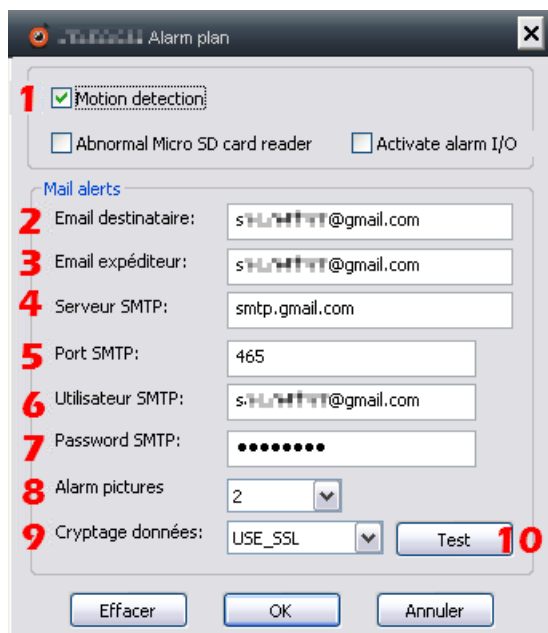 Alarm plan
1 Motion detection
Abnormal Micro SD card reader Activate alarm I/O
Mail alerts
2 Email destinataire: s @gmail.com
3 Email expéditeur: s @gmail.com
4 Serveur SMTP: smtp.gmail.com
5 Port SMTP: 465
6 Utilisateur SMTP: s @gmail.com
7 Password SMTP: ●●●●●●●●
8 Alarm pictures 2
9 Cryptage données: USE_SSL Test 10
Effacer OK Annuler